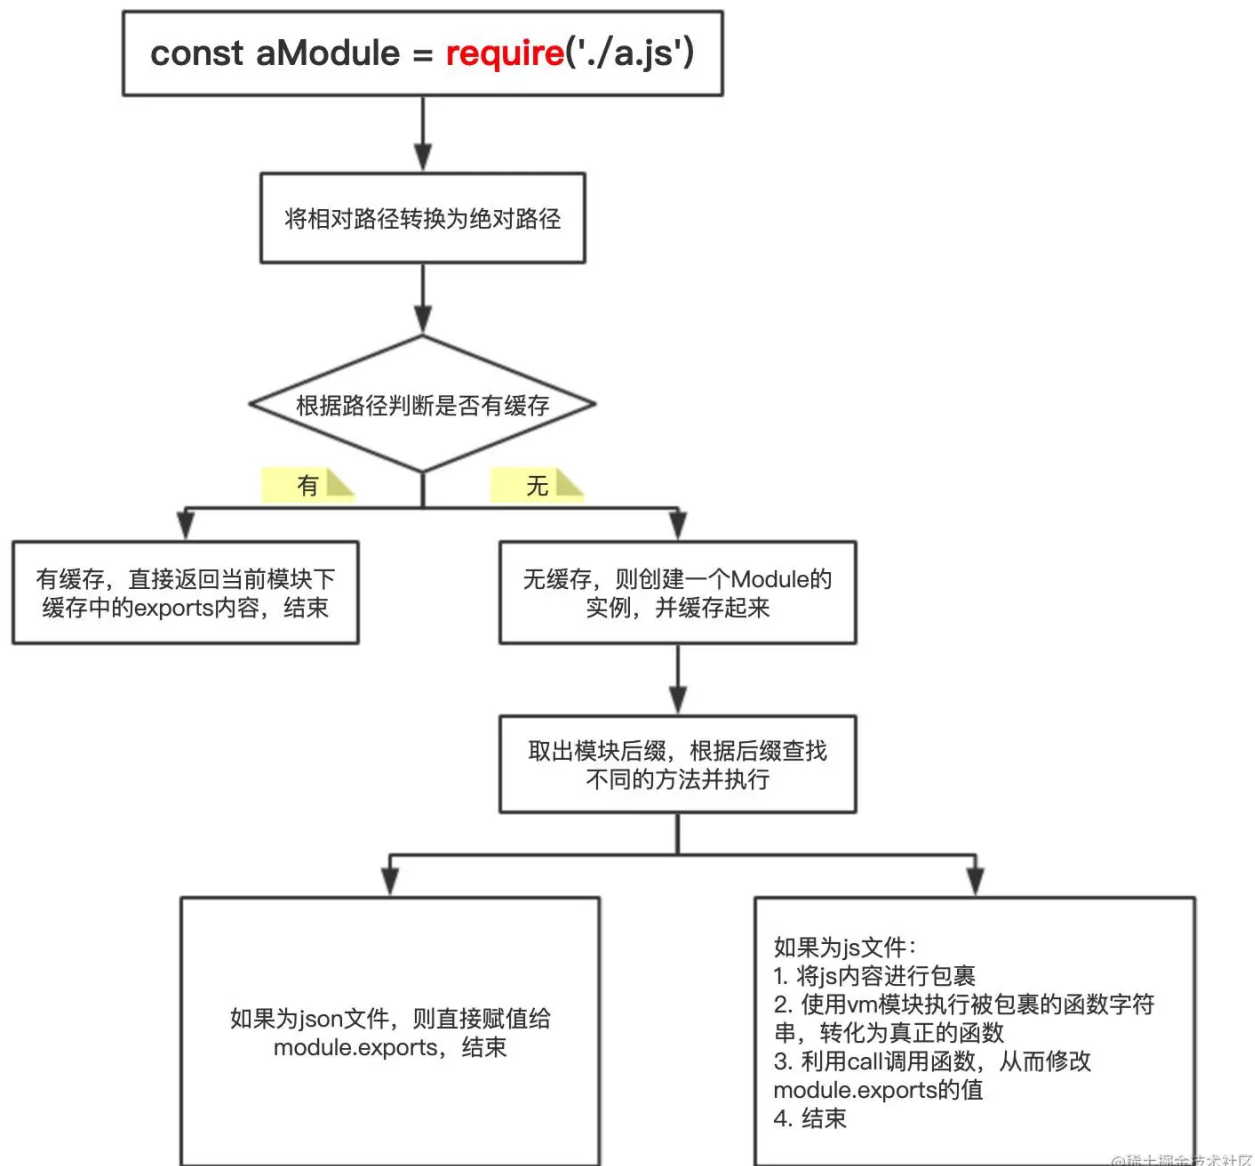 const aModule = require('./a.js')
将相对路径转换为绝对路径
根据路径判断是否有缓存
有
无
有缓存，直接返回当前模块下
缓存中的exports内容，结束
无缓存，则创建一个Module的
实例，并缓存起来
取出模块后缀，根据后缀查找
不同的方法并执行
如果为json文件，则直接赋值给
module.exports，结束
如果为js文件：
1. 将js内容进行包裹
2. 使用vm模块执行被包裹的函数字符
串，转化为真正的函数
3. 利用call调用函数，从而修改
module.exports的值
4. 结束
@稀土掘金技术社区